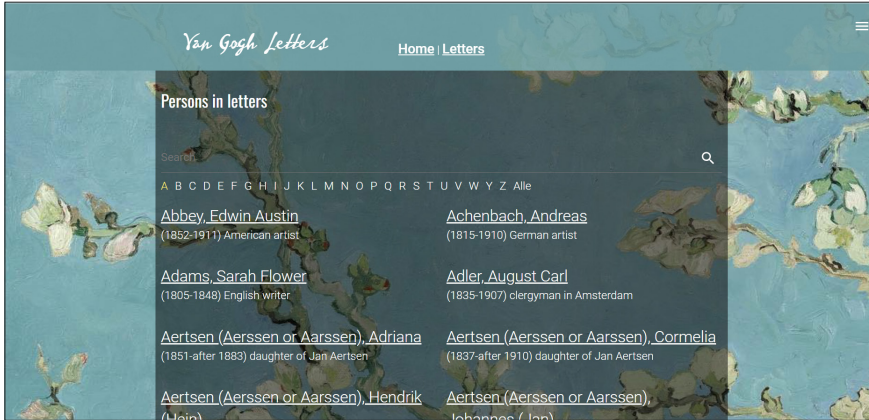 Van Gogh Letters
Home | Letters
Persons in letters
Search
A B C D E F G H I J K L M N O P Q R S T U V W Y Z Alle
Abbey, Edwin Austin
(1852-1911) American artist
Achenbach, Andreas
(1815-1910) German artist
Adams, Sarah Flower
(1805-1848) English writer
Adler, August Carl
(1835-1907) clergyman in Amsterdam
Aertsen (Aerssen or Aarssen), Adriana
(1851-after 1883) daughter of Jan Aertsen
Aertsen (Aerssen or Aarssen), Cormelia
(1837-after 1910) daughter of Jan Aertsen
Aertsen (Aerssen or Aarssen), Hendrik
(Hein)
Aertsen (Aerssen or Aarssen),
Johannes (Jan)